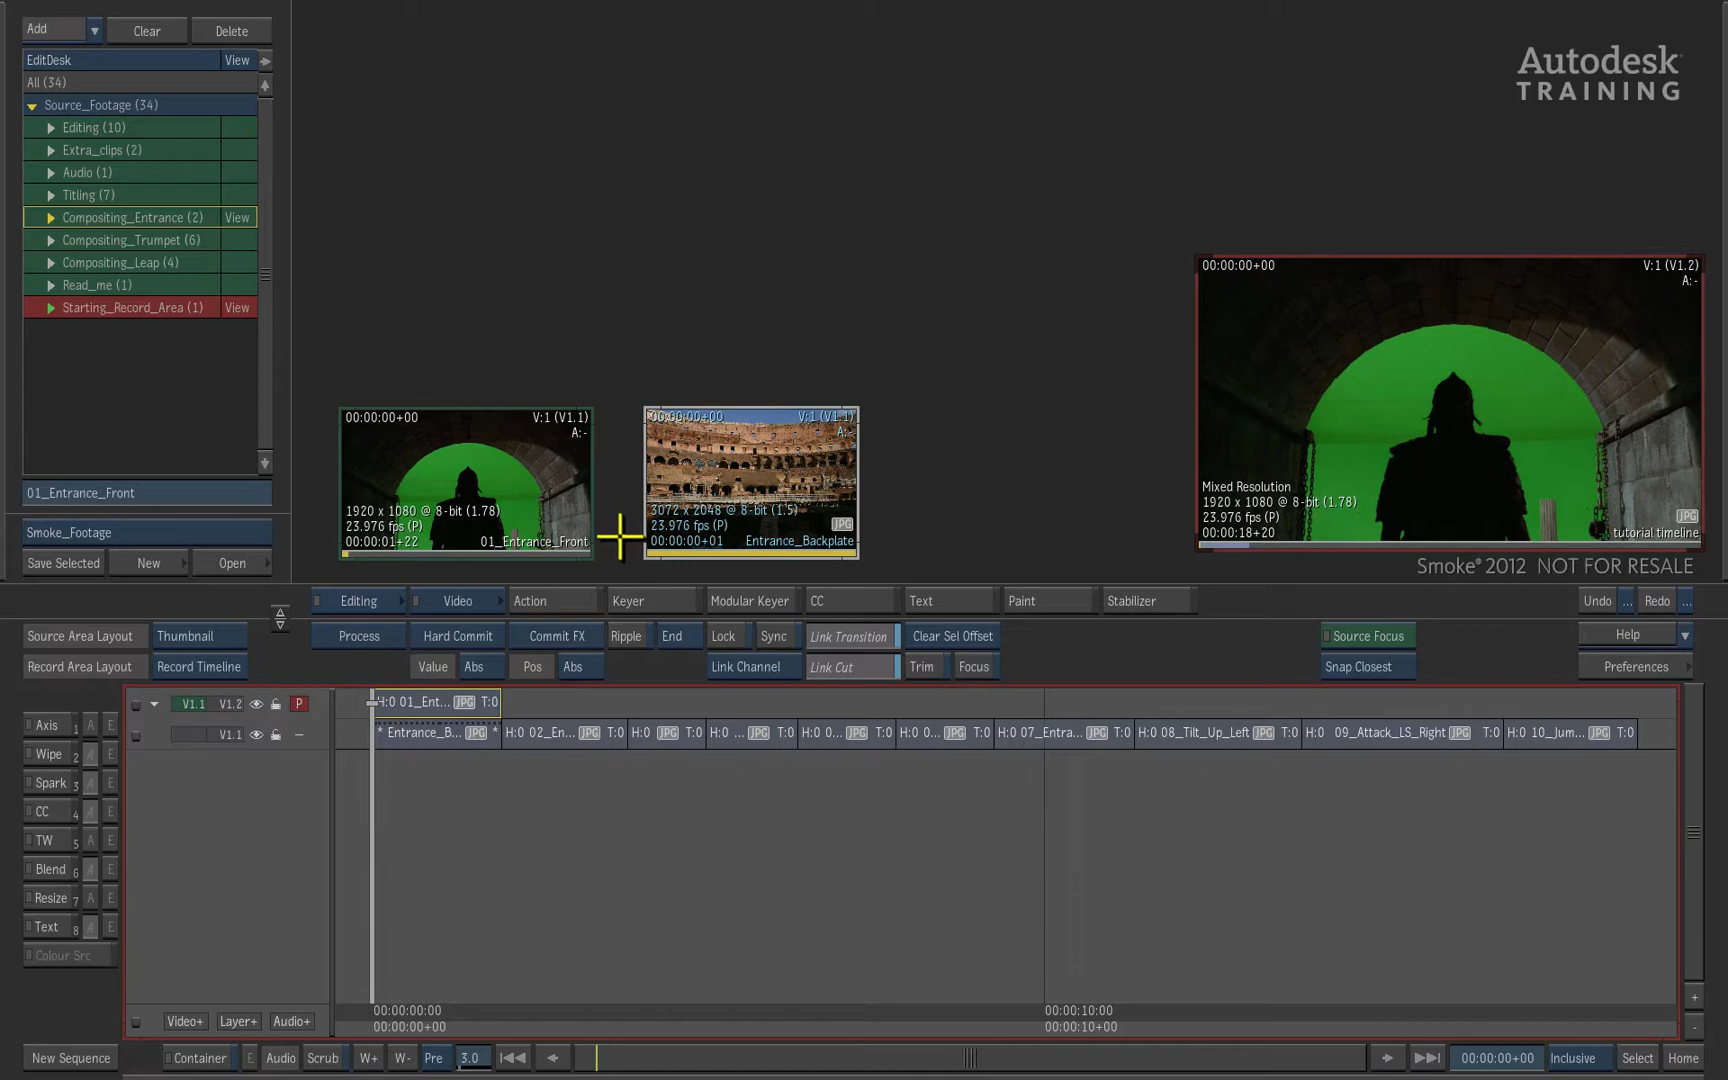 Add Clear Delete
EditDesk View
All (34)
Source_Footage (34)
Editing (10)
Extra_clips (2)
Audio (1)
Titling (7)
Compositing_Entrance (2) View
Compositing_Trumpet (6)
Compositing_Leap (4)
Read_me (1)
Starting_Record_Area (1) View
01_Entrance_Front
Smoke_Footage
Save Selected New Open
Autodesk
TRAINING
00:00:00+00 V:1 (V1.1)
A:-
1920 x 1080 @ 8-bit (1.78)
23.976 fps (P)
00:00:01+22 01_Entrance_Front
00:00:00+00 V:1 (V1.1)
A:-
3072 x 2048 @ 8-bit (1.5)
23.976 fps (P) JPG
00:00:00+01 Entrance_Backplate
00:00:00+00 V:1 (V1.2)
A:-
Mixed Resolution
1920 x 1080 @ 8-bit (1.78)
23.976 fps (P) JPG
00:00:18+20 tutorial timeline
Smoke® 2012 NOT FOR RESALE
Editing Video Action Keyer Modular Keyer CC Text Paint Stabilizer Undo ... Redo ...
Source Area Layout Thumbnail Process Hard Commit Commit FX Ripple End Lock Sync Link Transition Clear Sel Offset Source Focus Help
Record Area Layout Record Timeline Value Abs Pos Abs Link Channel Link Cut Trim Focus Snap Closest Preferences
V1.1 V1.2 P H:0 01_Ent... JPG T:0
V1.1 * Entrance_B... JPG * H:0 02_En... JPG T:0 H:0 JPG T:0 H:0 ... JPG T:0 H:0 0... JPG T:0 H:0 0... JPG T:0 H:0 07_Entra... JPG T:0 H:0 08_Tilt_Up_Left JPG T:0 H:0 09_Attack_LS_Right JPG T:0 H:0 10_Jum... JPG T:0
Axis 1 A E
Wipe 2 A E
Spark 3 A E
CC 4 A E
TW 5 A E
Blend 6 A E
Resize 7 A E
Text 8 A E
Colour Src
00:00:00:00 00:00:10:00
00:00:00+00 00:00:10+00
Video+ Layer+ Audio+
+
-
New Sequence Container E Audio Scrub W+ W- Pre 3.0 00:00:00+00 Inclusive Select Home